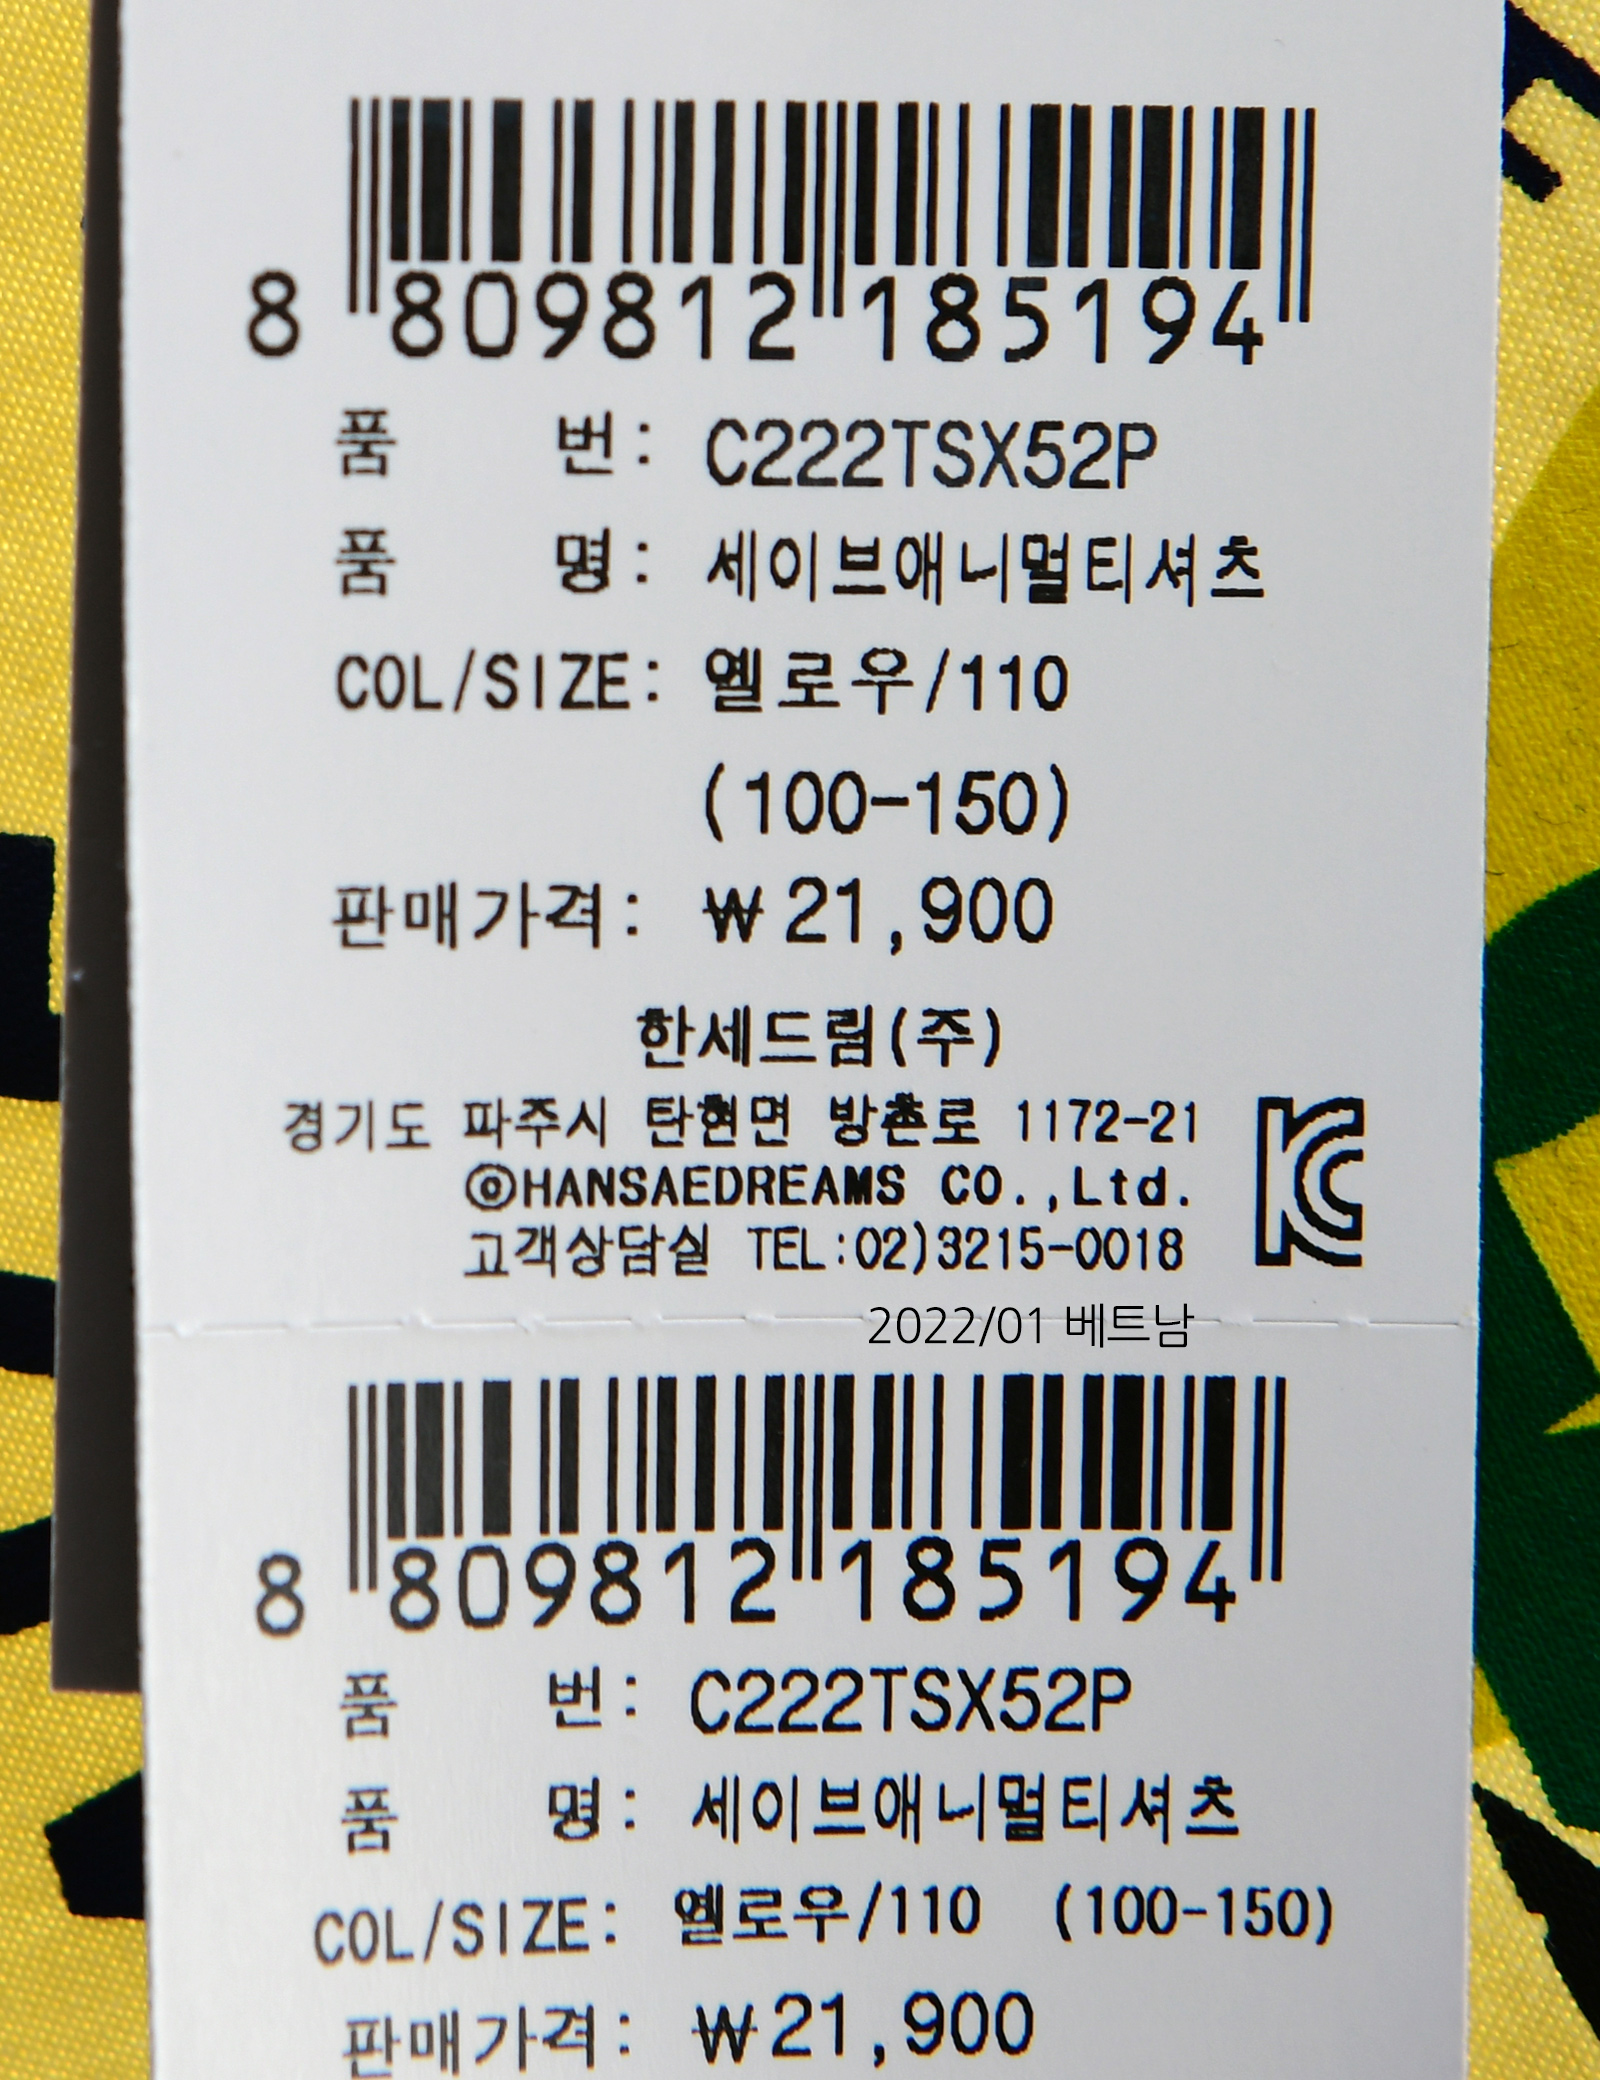 8 809812 185194
품 번: C222TSX52P
품 명: 세이브애니멀티셔츠
COL/SIZE: 옐로우/110
(100-150)
판매가격: ₩21,900
한세드림(주)
경기도 파주시 탄현면 방촌로 1172-21
©HANSAEDREAMS CO.,Ltd.
고객상담실 TEL:02)3215-0018
KC
2022/01 베트남
8 809812 185194
품 번: C222TSX52P
품 명: 세이브애니멀티셔츠
COL/SIZE: 옐로우/110 (100-150)
판매가격: ₩21,900